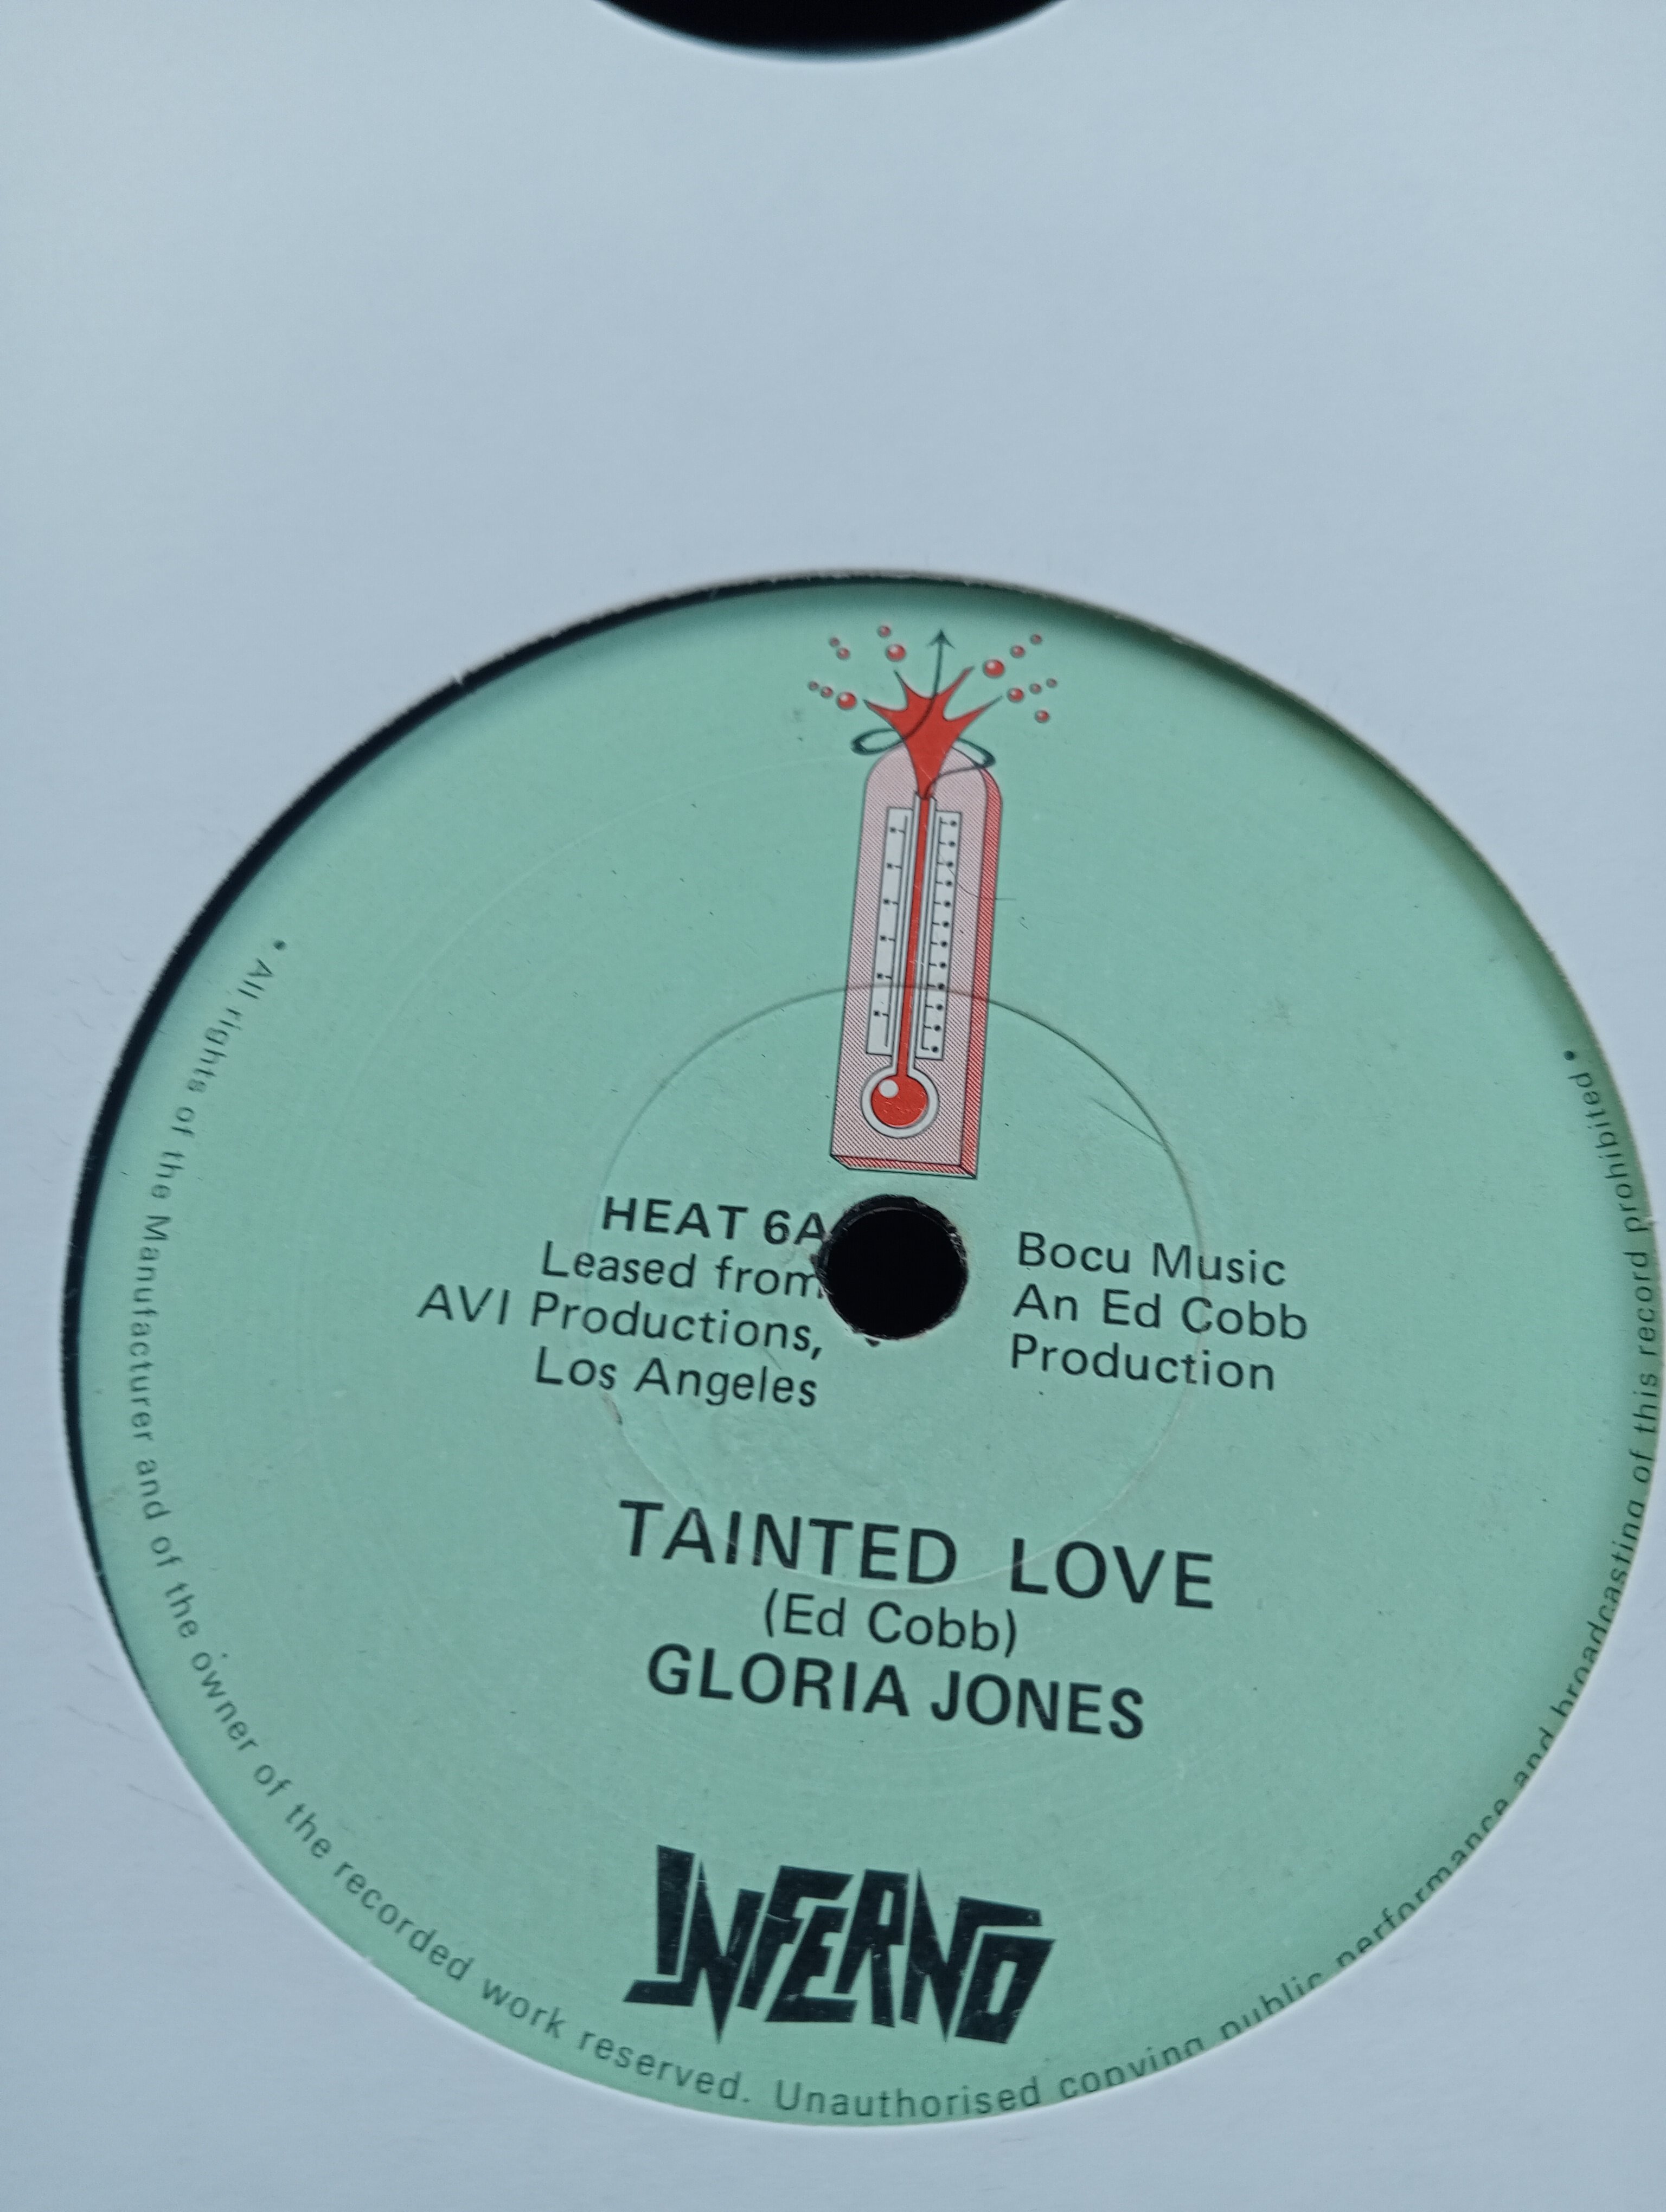 HEAT 6A
Leased from
AVI Productions,
Los Angeles
Bocu Music
An Ed Cobb
Production
TAINTED LOVE
(Ed Cobb)
GLORIA JONES
INFERNO
• All rights of the Manufacturer and of the owner of the recorded work reserved. Unauthorised copying public performance and broadcasting of this record prohibited •